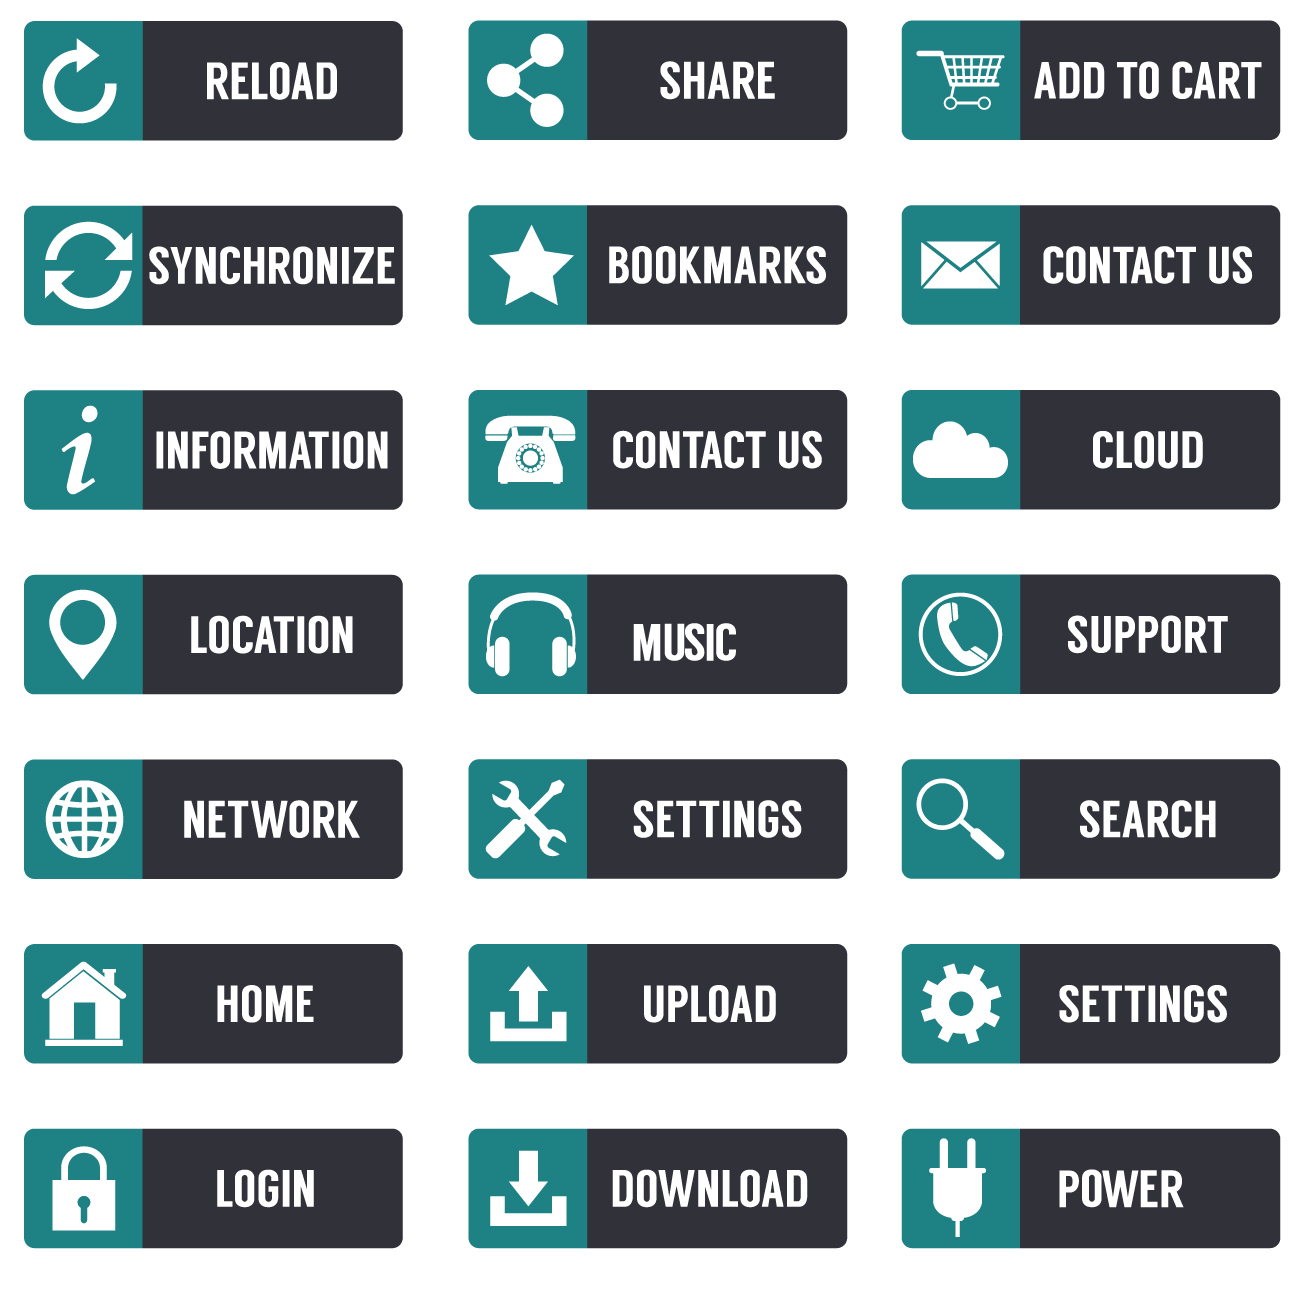 RELOAD
SHARE
ADD TO CART
SYNCHRONIZE
BOOKMARKS
CONTACT US
INFORMATION
CONTACT US
CLOUD
LOCATION
MUSIC
SUPPORT
NETWORK
SETTINGS
SEARCH
HOME
UPLOAD
SETTINGS
LOGIN
DOWNLOAD
POWER